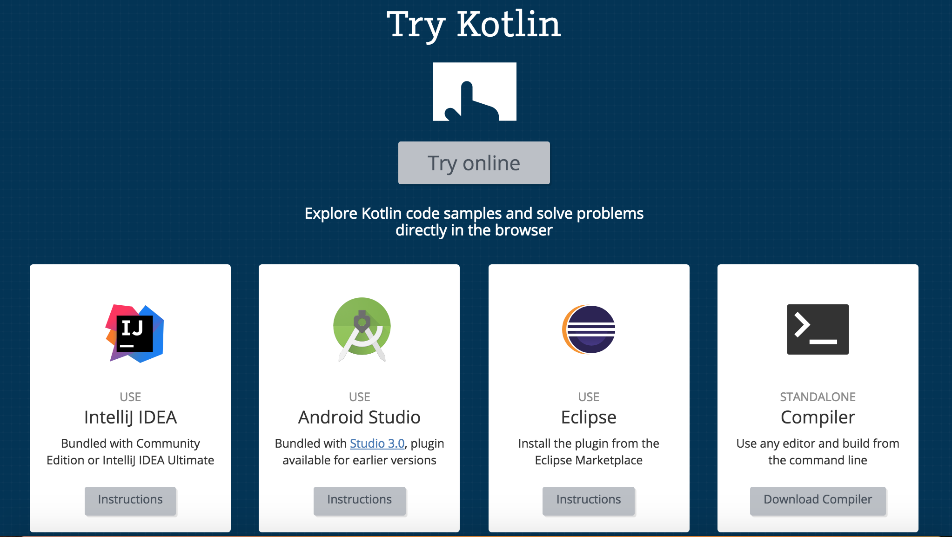 Try Kotlin
Try online
Explore Kotlin code samples and solve problems
directly in the browser
IJ
USE
IntelliJ IDEA
Bundled with Community
Edition or IntelliJ IDEA Ultimate
Instructions
USE
Android Studio
Bundled with Studio 3.0, plugin
available for earlier versions
Instructions
USE
Eclipse
Install the plugin from the
Eclipse Marketplace
Instructions
>_
STANDALONE
Compiler
Use any editor and build from
the command line
Download Compiler